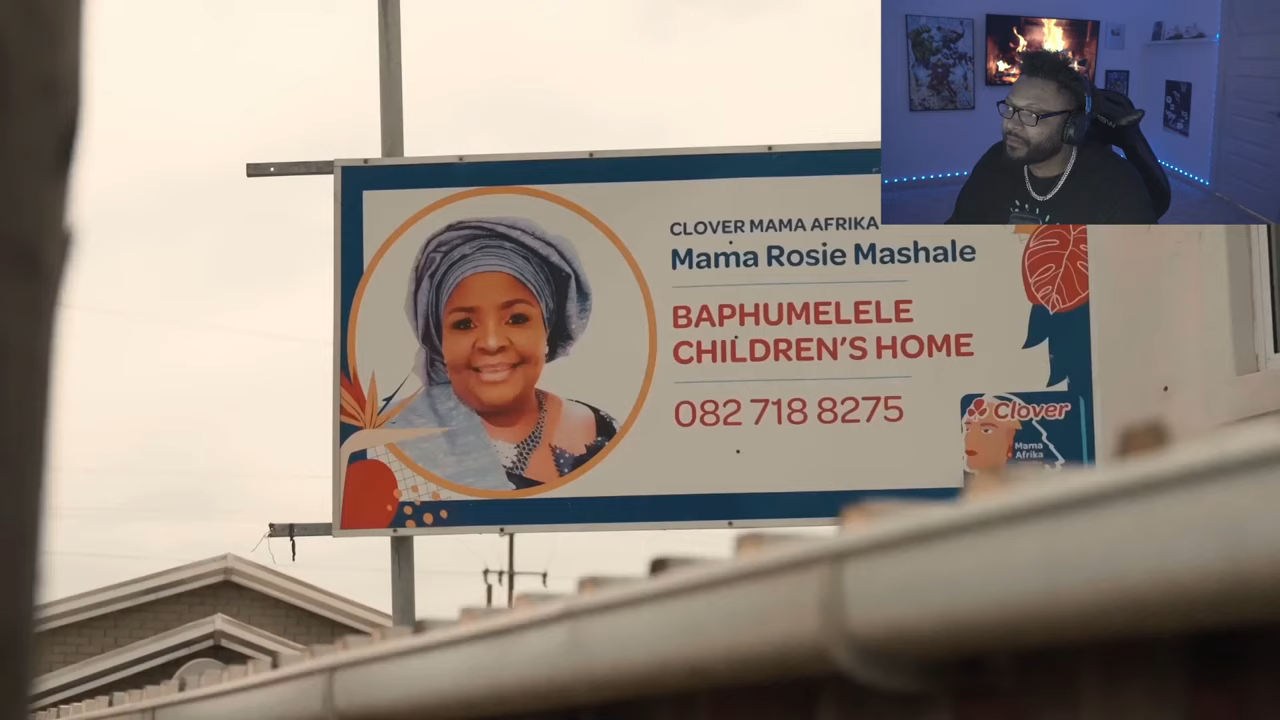 CLOVER MAMA AFRIKA
Mama Rosie Mashale
BAPHUMELELE
CHILDREN'S HOME
082 718 8275
Clover
Mama
Afrika